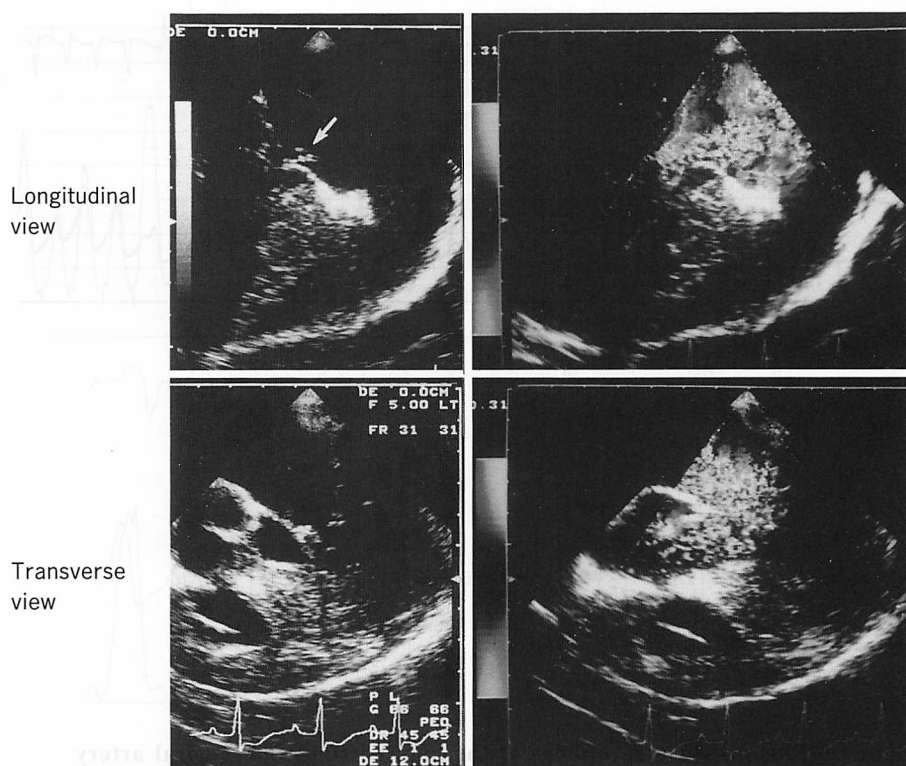 DE 0.0CM
.31
Longitudinal
view
DE 0.0CM
F 5.00 LT
FR 31 31
0.31
Transverse
view
P L
G 66 66
PED
DR 45 45
EE 1 1
DE 12.0CM